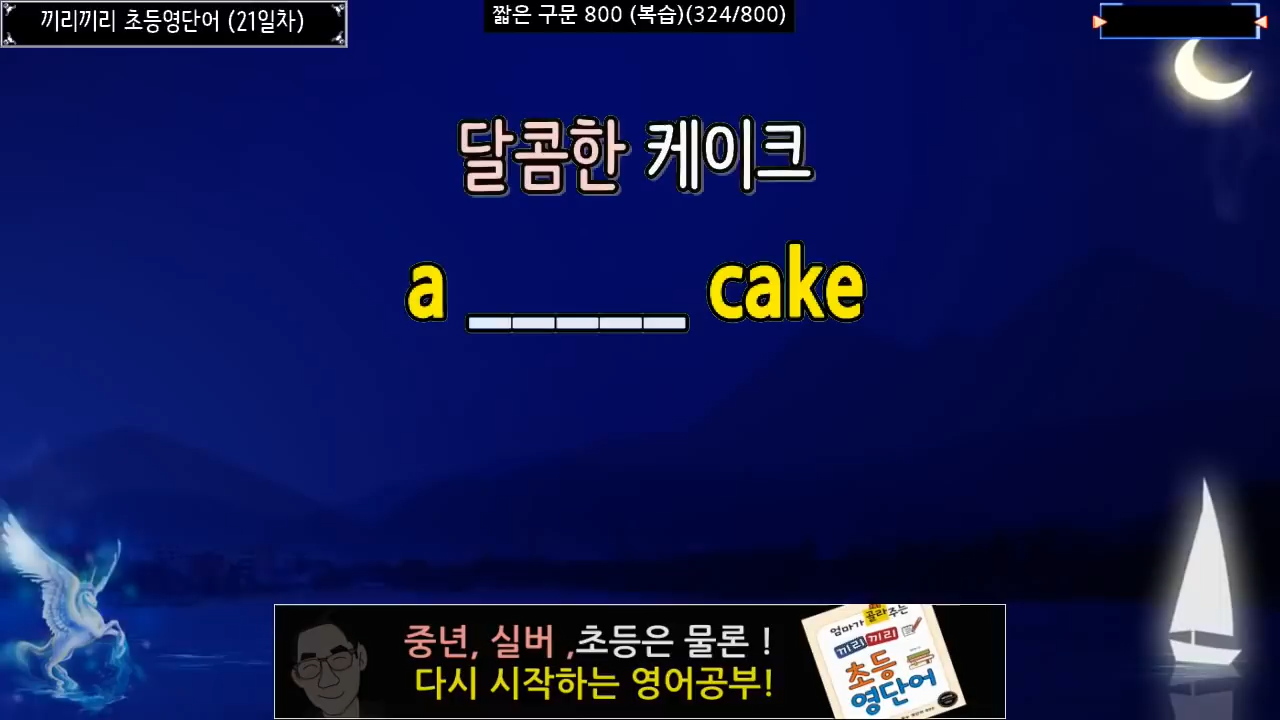 끼리끼리 초등영단어 (21일차)
짧은 구문 800 (복습)(324/800)
달콤한 케이크
a _____ cake
중년, 실버 ,초등은 물론 !
다시 시작하는 영어공부!
엄마가 골라주는
끼리끼리
초등
영단어